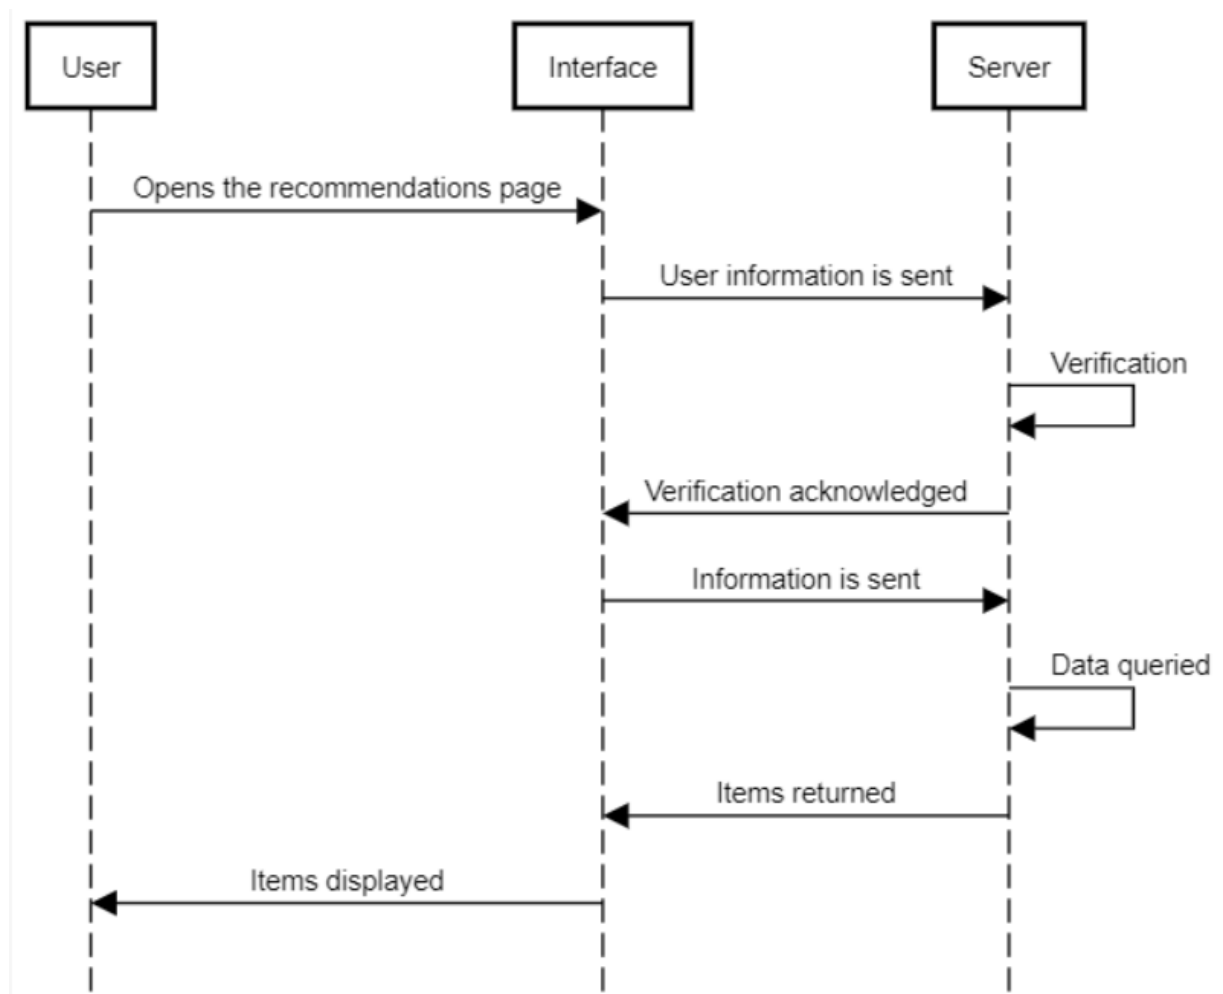 User
Interface
Server
Opens the recommendations page
User information is sent
Verification
Verification acknowledged
Information is sent
Data queried
Items returned
Items displayed